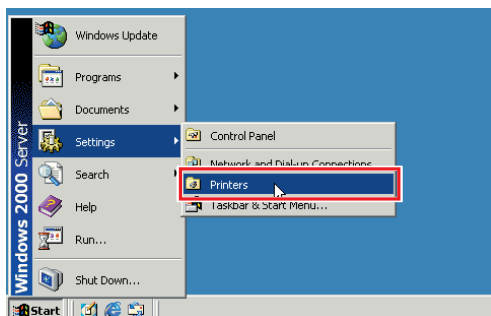 Windows Update
Programs
Documents
Settings
Control Panel
Network and Dial-up Connections
Printers
Taskbar & Start Menu...
Search
Help
Run...
Shut Down...
Windows 2000 Server
Start